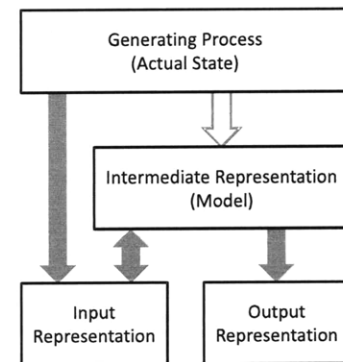 Generating Process
(Actual State)
Intermediate Representation
(Model)
Input
Representation
Output
Representation